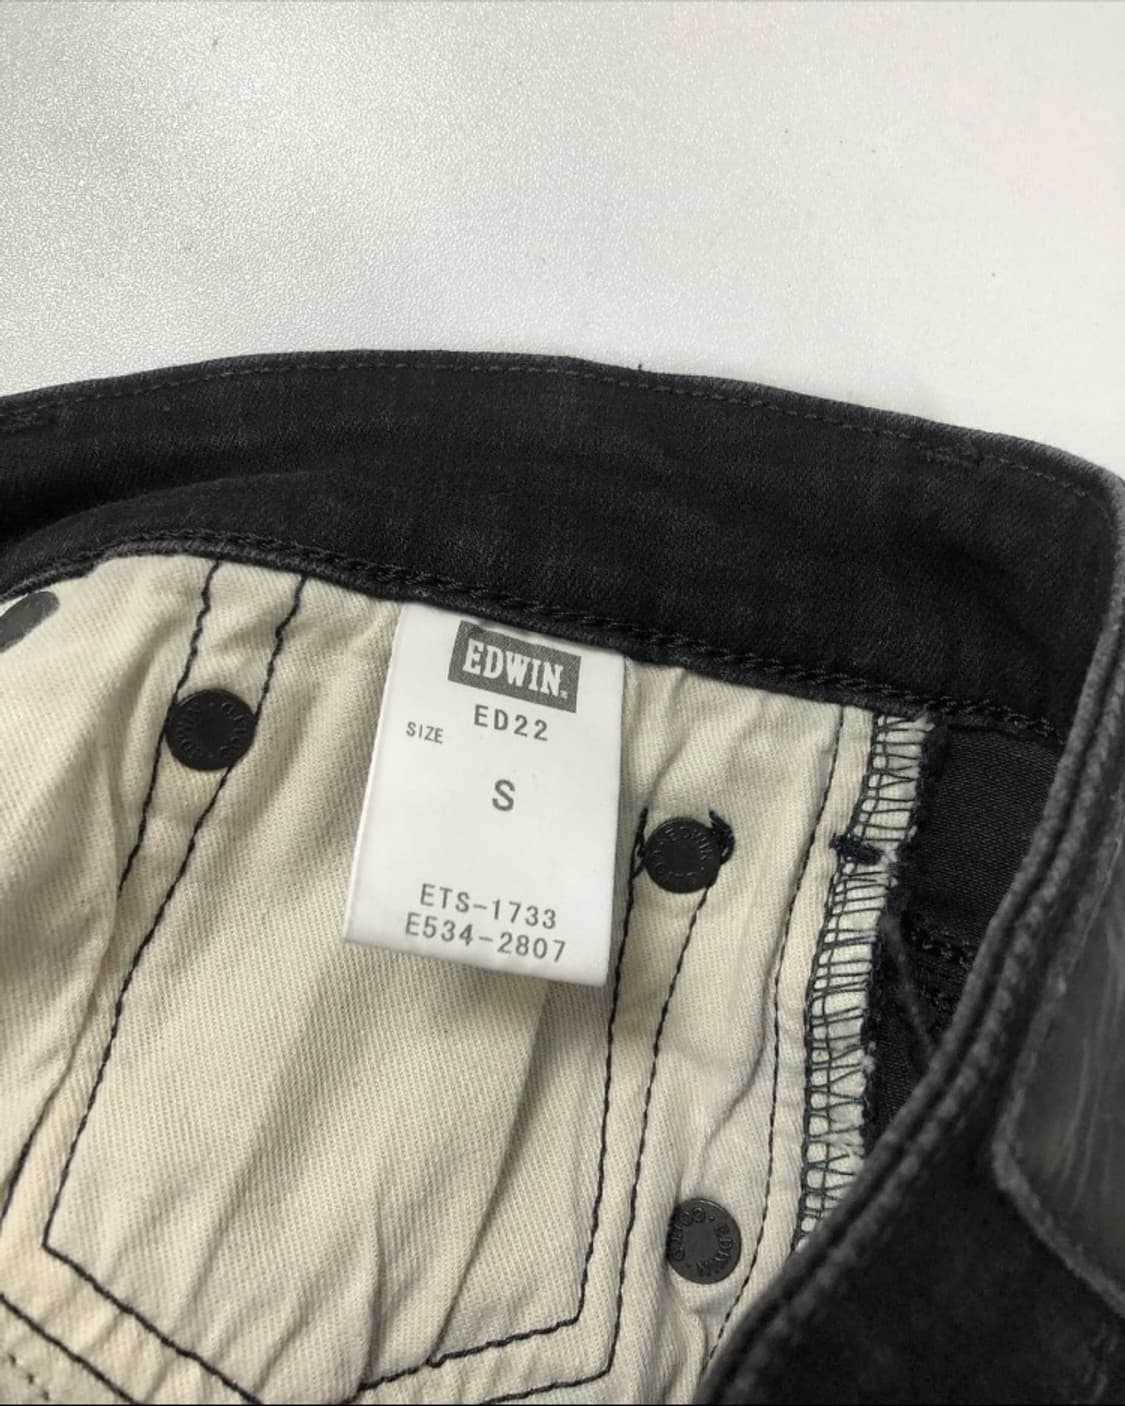 EDWIN.
ED22
SIZE
S
ETS-1733
E534-2807